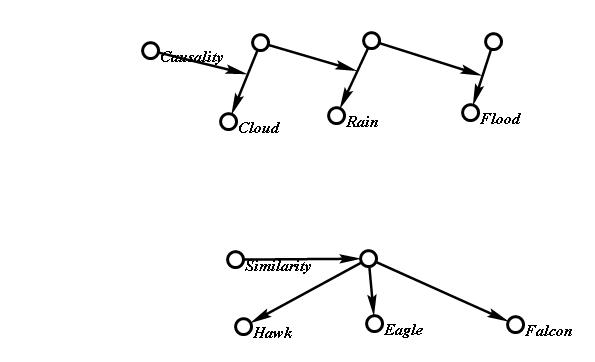 Causality
Cloud
Rain
Flood
Similarity
Hawk
Eagle
Falcon